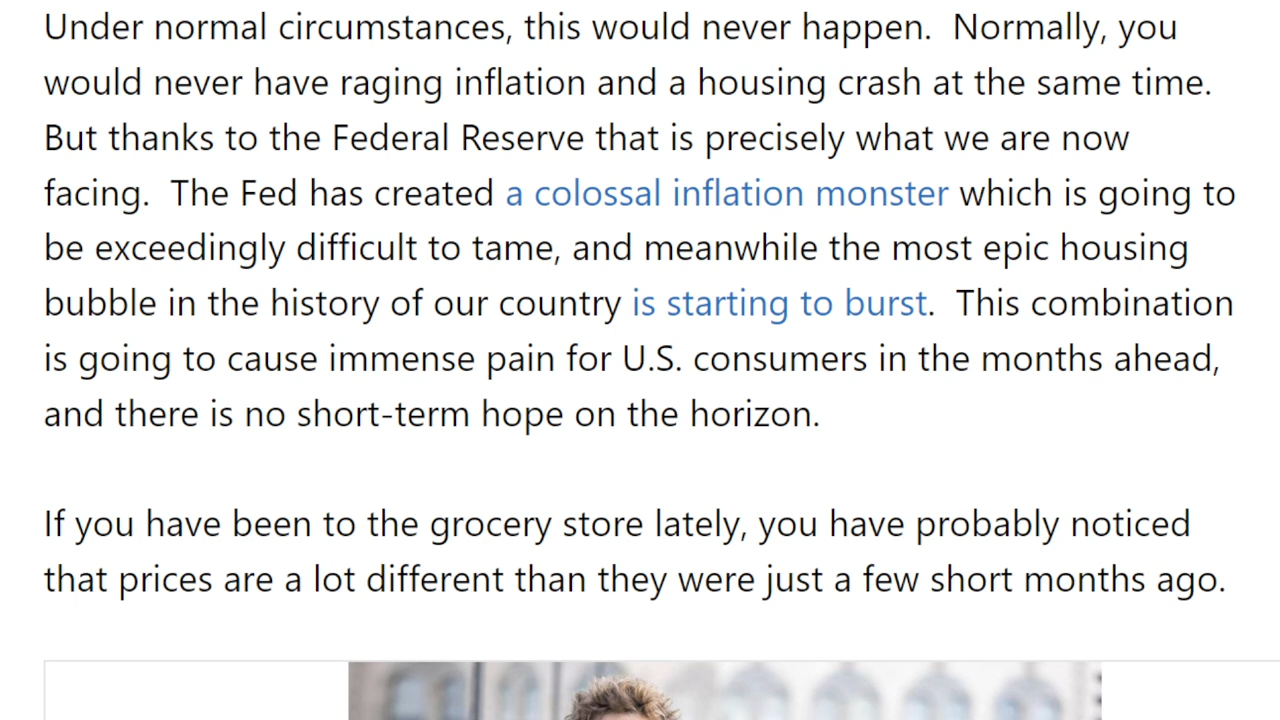 Under normal circumstances, this would never happen.  Normally, you
would never have raging inflation and a housing crash at the same time.
But thanks to the Federal Reserve that is precisely what we are now
facing.  The Fed has created a colossal inflation monster which is going to
be exceedingly difficult to tame, and meanwhile the most epic housing
bubble in the history of our country is starting to burst.  This combination
is going to cause immense pain for U.S. consumers in the months ahead,
and there is no short-term hope on the horizon.
If you have been to the grocery store lately, you have probably noticed
that prices are a lot different than they were just a few short months ago.